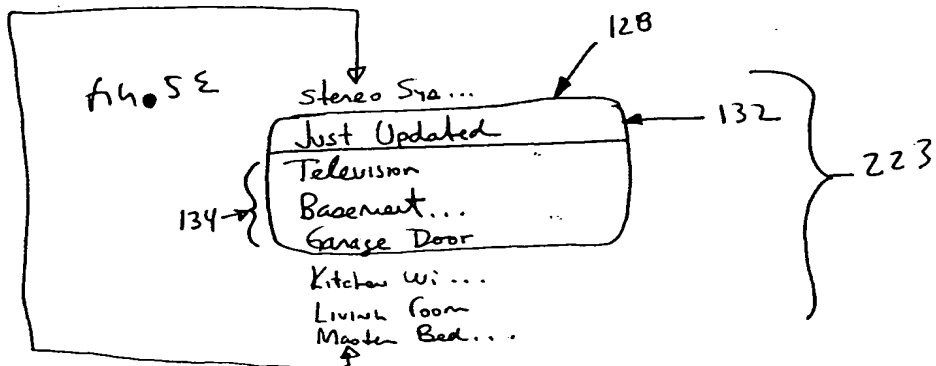 128
fig. 5E
Stereo Sys...
Just Updated
132
Television
223
Basement...
134
Garage Door
Kitchen Wi...
Living Room
Master Bed...